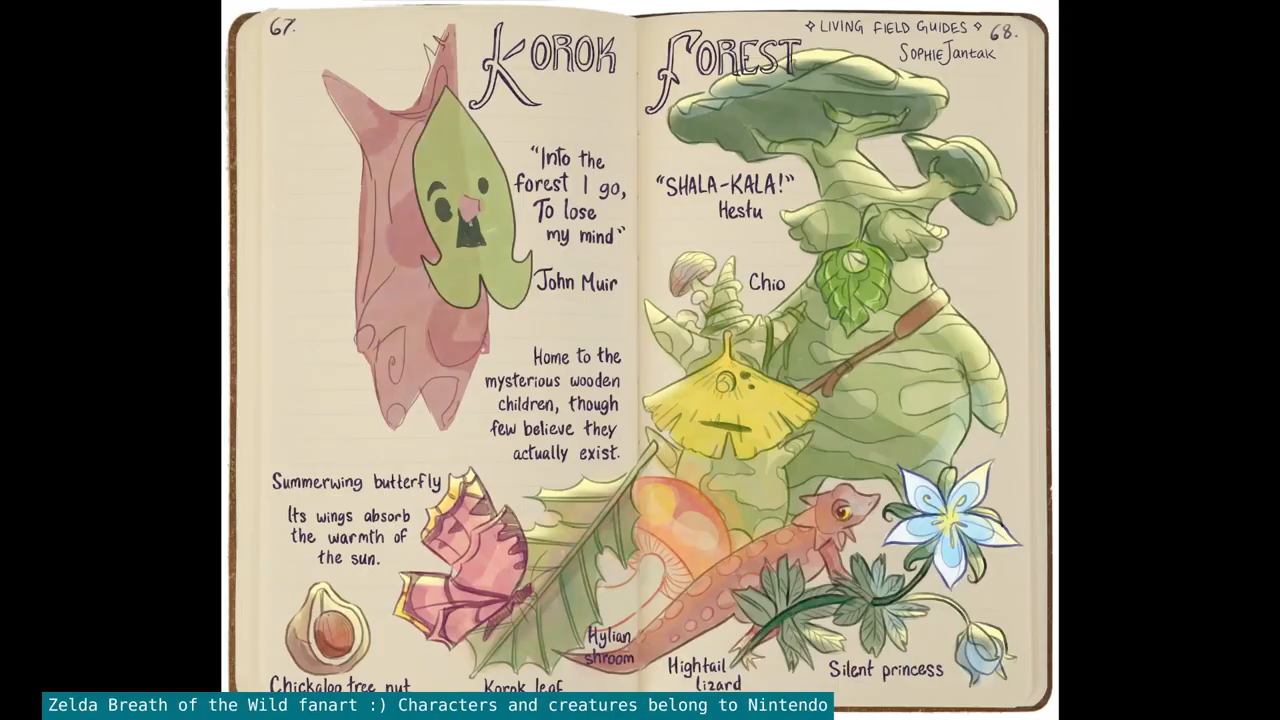 67.
KOROK FOREST
✧ LIVING FIELD GUIDES ✧
68.
SOPHIE Jantak
"Into the
forest I go,
To lose
my mind"
John Muir
"SHALA-KALA!"
Hestu
Chio
Home to the
mysterious wooden
children, though
few believe they
actually exist.
Summerwing butterfly
Its wings absorb
the warmth of
the sun.
Chickaloo tree nut
Korok leaf
Hylian
shroom
Hightail
lizard
Silent princess
Zelda Breath of the Wild fanart :) Characters and creatures belong to Nintendo